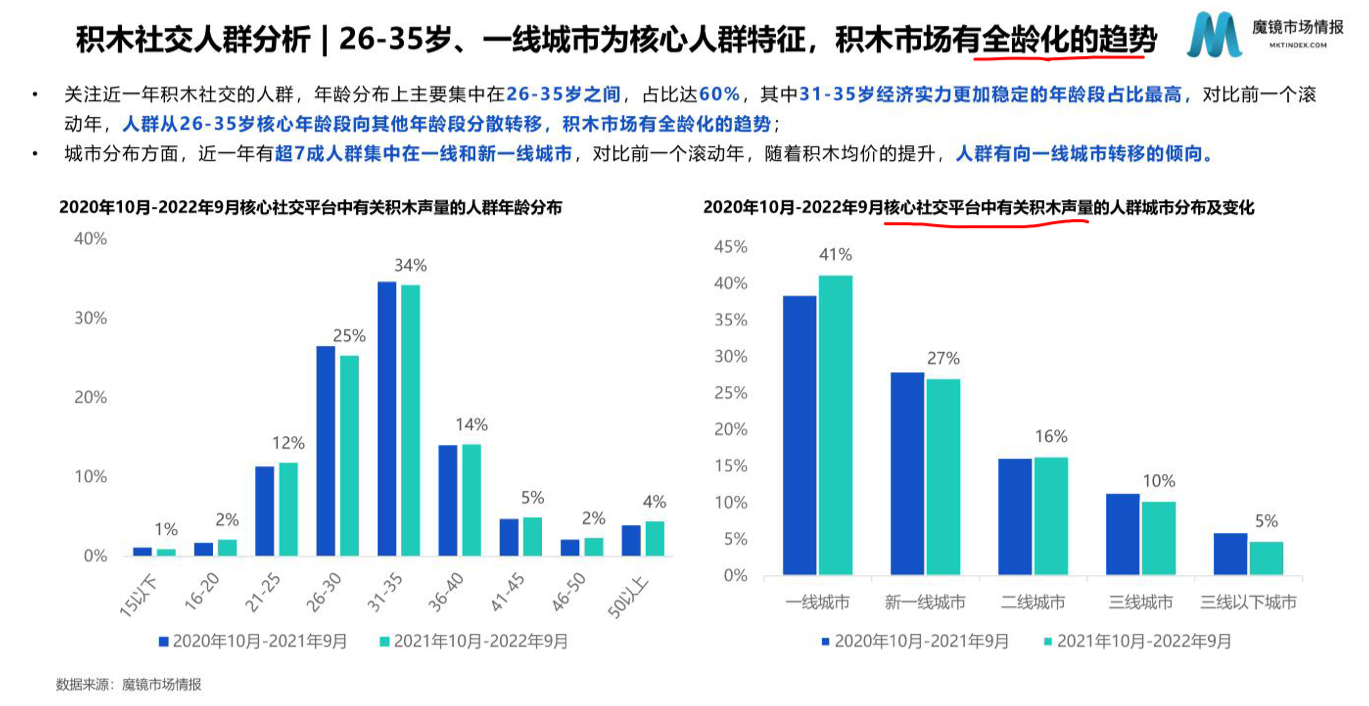 积木社交人群分析 | 26-35岁、一线城市为核心人群特征，积木市场有全龄化的趋势
魔镜市场情报
MKTINDEX.COM
• 关注近一年积木社交的人群，年龄分布上主要集中在26-35岁之间，占比达60%，其中31-35岁经济实力更加稳定的年龄段占比最高，对比前一个滚
动年，人群从26-35岁核心年龄段向其他年龄段分散转移，积木市场有全龄化的趋势；
• 城市分布方面，近一年有超7成人群集中在一线和新一线城市，对比前一个滚动年，随着积木均价的提升，人群有向一线城市转移的倾向。
2020年10月-2022年9月核心社交平台中有关积木声量的人群年龄分布
40%
30%
20%
10%
0%
1%
2%
12%
25%
34%
14%
5%
2%
4%
15以下
16-20
21-25
26-30
31-35
36-40
41-45
46-50
50以上
2020年10月-2021年9月
2021年10月-2022年9月
2020年10月-2022年9月核心社交平台中有关积木声量的人群城市分布及变化
45%
40%
35%
30%
25%
20%
15%
10%
5%
0%
41%
27%
16%
10%
5%
一线城市
新一线城市
二线城市
三线城市
三线以下城市
2020年10月-2021年9月
2021年10月-2022年9月
数据来源：魔镜市场情报